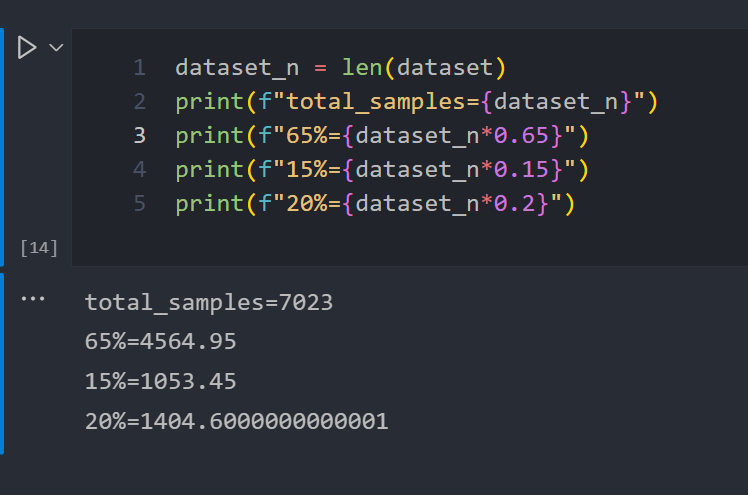 1 dataset_n = len(dataset)
2 print(f"total_samples={dataset_n}")
3 print(f"65%={dataset_n*0.65}")
4 print(f"15%={dataset_n*0.15}")
5 print(f"20%={dataset_n*0.2}")
[14]
total_samples=7023
65%=4564.95
15%=1053.45
20%=1404.6000000000001